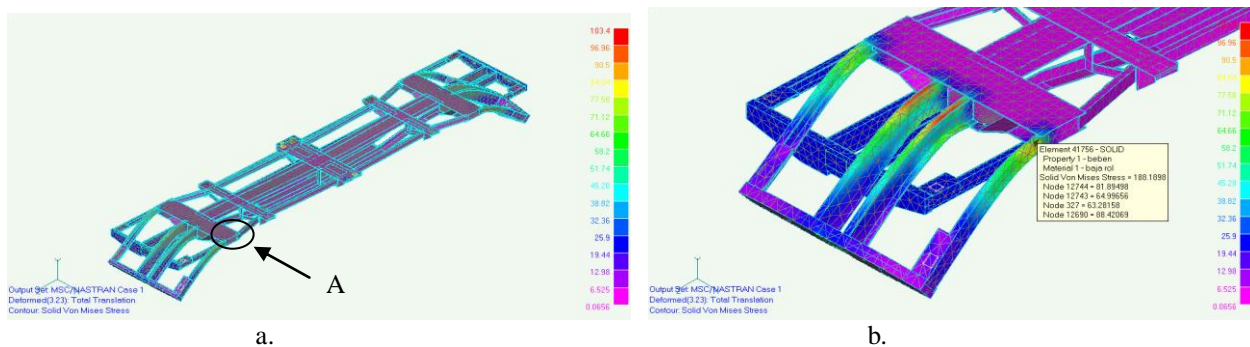 103.4
96.96
90.5
84.04
77.58
71.12
64.66
58.2
51.74
45.28
38.82
32.36
25.9
19.44
12.98
6.525
0.0656
A
Output Set: MSC/NASTRAN Case 1
Deformed(3.23): Total Translation
Contour: Solid Von Mises Stress
a.
96.96
90.5
84.04
77.58
71.12
64.66
58.2
51.74
45.28
38.82
32.36
25.9
19.44
12.98
6.525
0.0656
Element 41756 - SOLID
Property 1 - beben
Material 1 - baja rol
Solid Von Mises Stress = 188.1898
Node 12744 = 81.89498
Node 12743 = 64.99656
Node 327 = 63.28158
Node 12690 = 88.42069
Output Set: MSC/NASTRAN Case 1
Deformed(3.23): Total Translation
Contour: Solid Von Mises Stress
b.